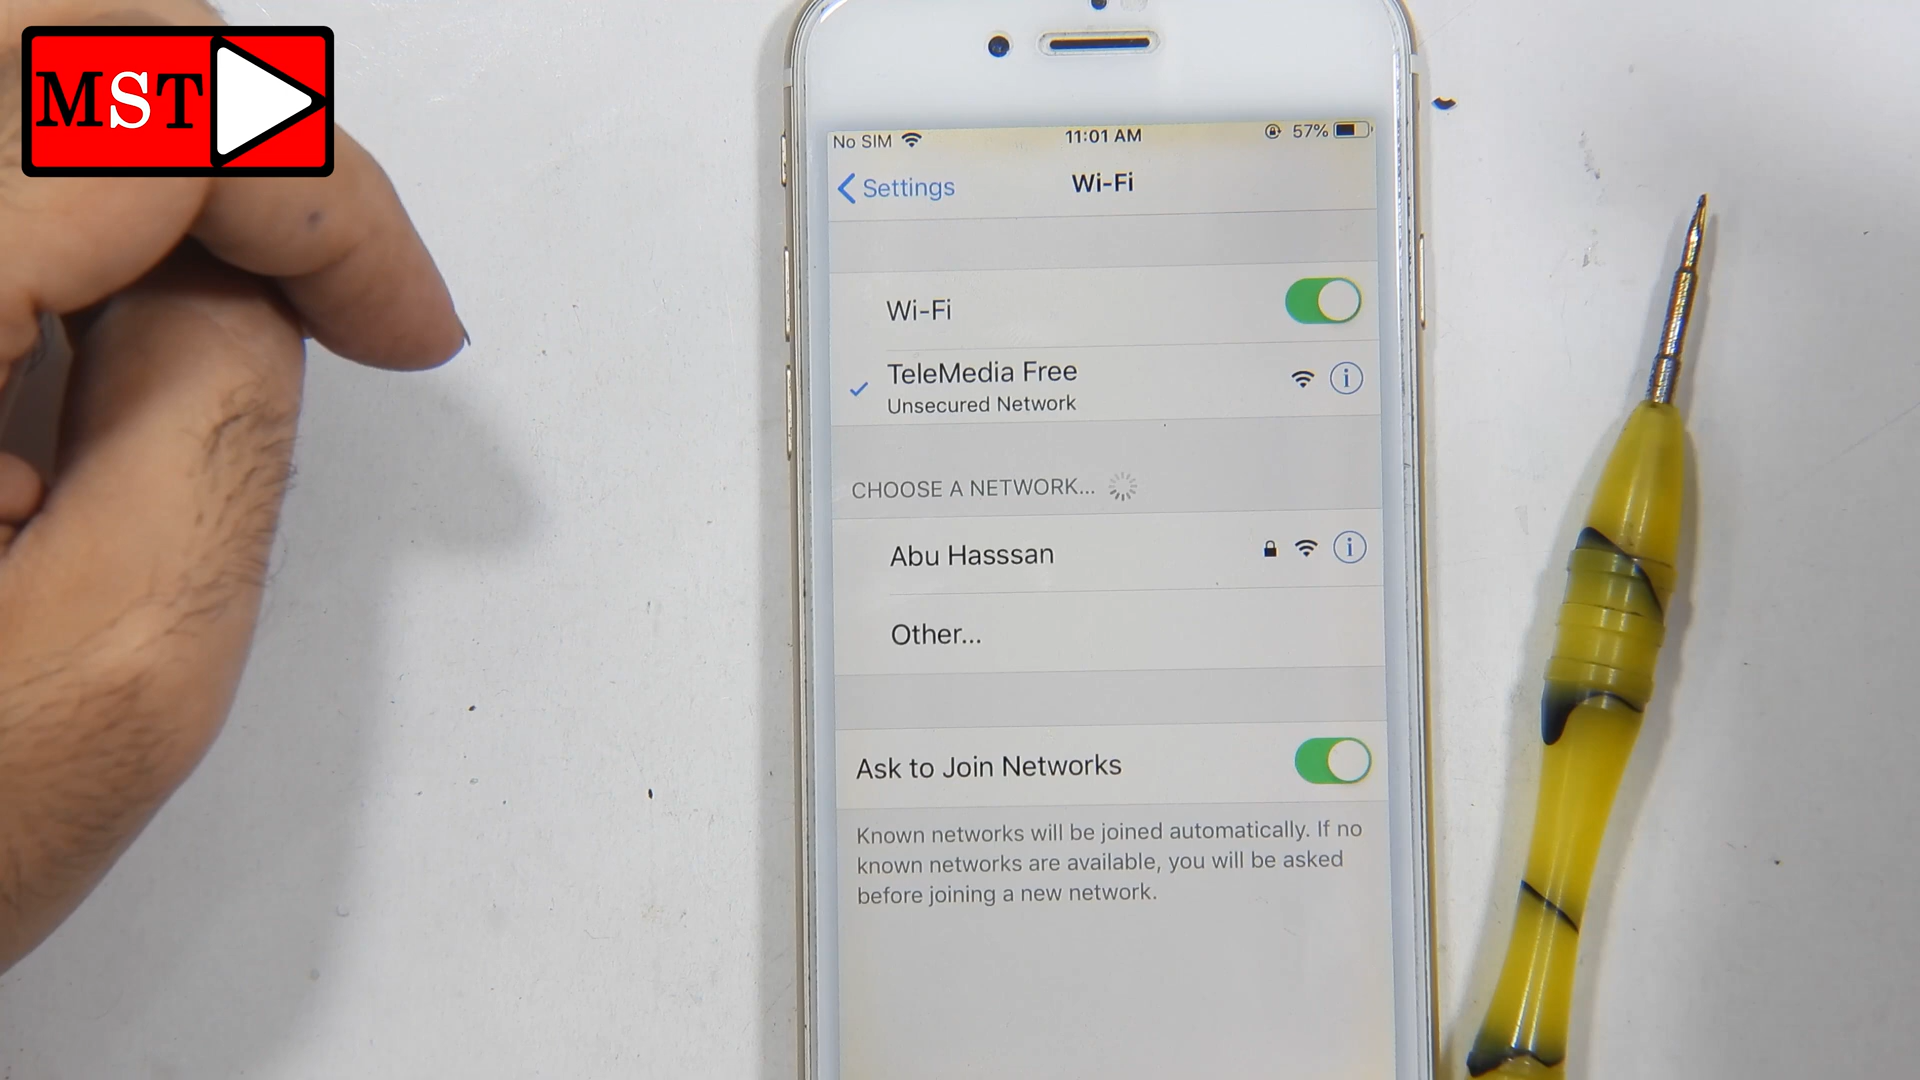 MST
No SIM 11:01 AM 57%
Settings Wi-Fi
Wi-Fi
TeleMedia Free
Unsecured Network
CHOOSE A NETWORK...
Abu Hasssan
Other...
Ask to Join Networks
Known networks will be joined automatically. If no
known networks are available, you will be asked
before joining a new network.